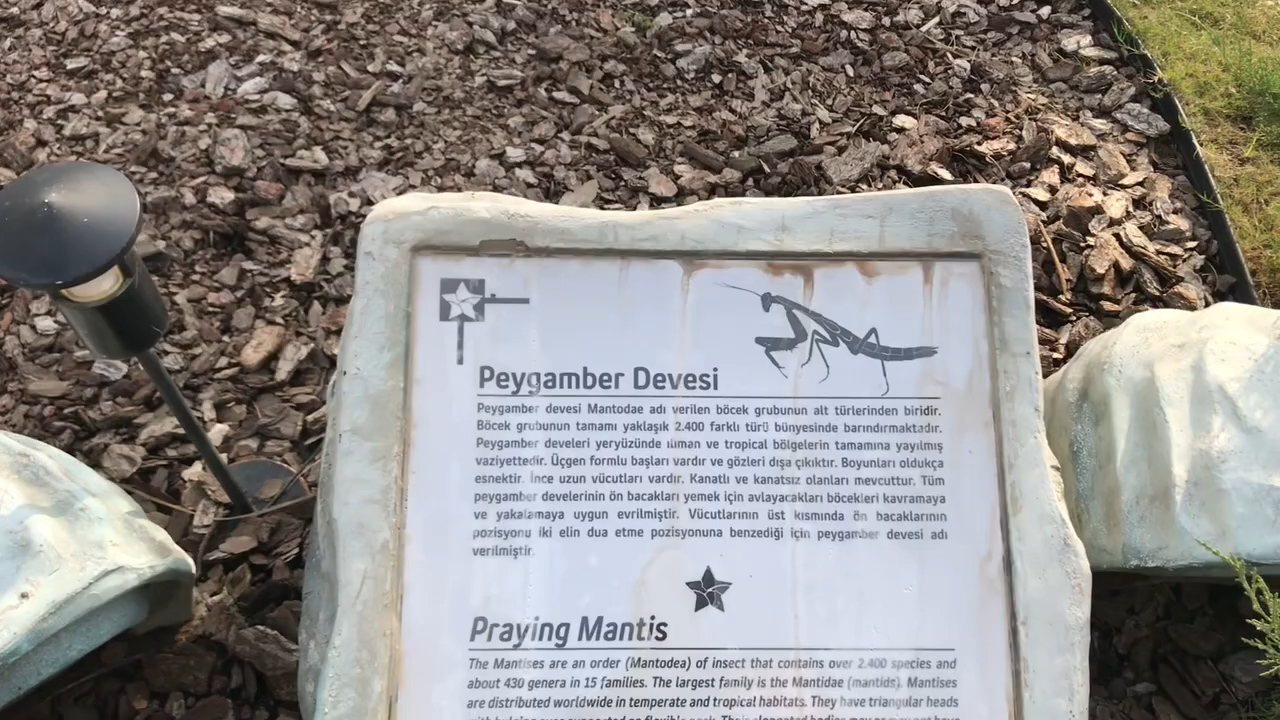 Peygamber Devesi
Peygamber devesi Mantodae adı verilen böcek grubunun alt türlerinden biridir.
Böcek grubunun tamamı yaklaşık 2.400 farklı türü bünyesinde barındırmaktadır.
Peygamber develeri yeryüzünde ılıman ve tropical bölgelerin tamamına yayılmış
vaziyettedir. Üçgen formlu başları vardır ve gözleri dışa çıkıktır. Boyunları oldukça
esnektir. İnce uzun vücutları vardır. Kanatlı ve kanatsız olanları mevcuttur. Tüm
peygamber develerinin ön bacakları yemek için avlayacakları böcekleri kavramaya
ve yakalamaya uygun evrilmiştir. Vücutlarının üst kısmında ön bacaklarının
pozisyonu iki elin dua etme pozisyonuna benzediği için peygamber devesi adı
verilmiştir.
Praying Mantis
The Mantises are an order (Mantodea) of insect that contains over 2.400 species and
about 430 genera in 15 families. The largest family is the Mantidae (mantids). Mantises
are distributed worldwide in temperate and tropical habitats. They have triangular heads